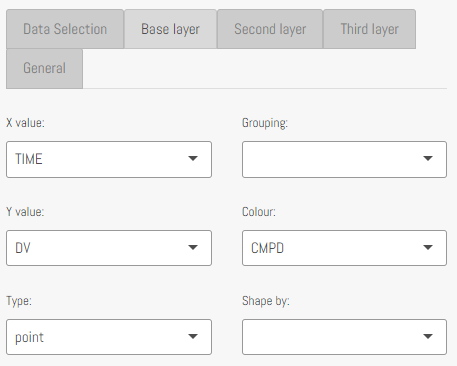 Data Selection Base layer Second layer Third layer
General
X value: Grouping:
TIME
Y value: Colour:
DV CMPD
Type: Shape by:
point